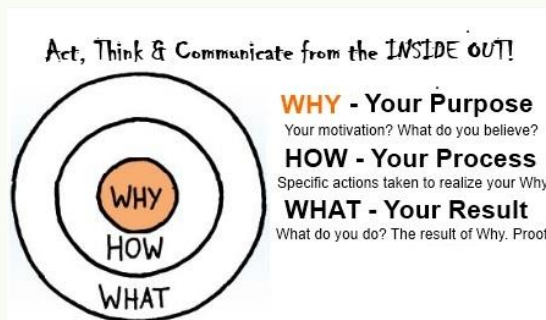 Act, Think & Communicate from the INSIDE OUT!
WHY - Your Purpose
Your motivation? What do you believe?
HOW - Your Process
Specific actions taken to realize your Why
WHAT - Your Result
What do you do? The result of Why. Proof
WHY
HOW
WHAT